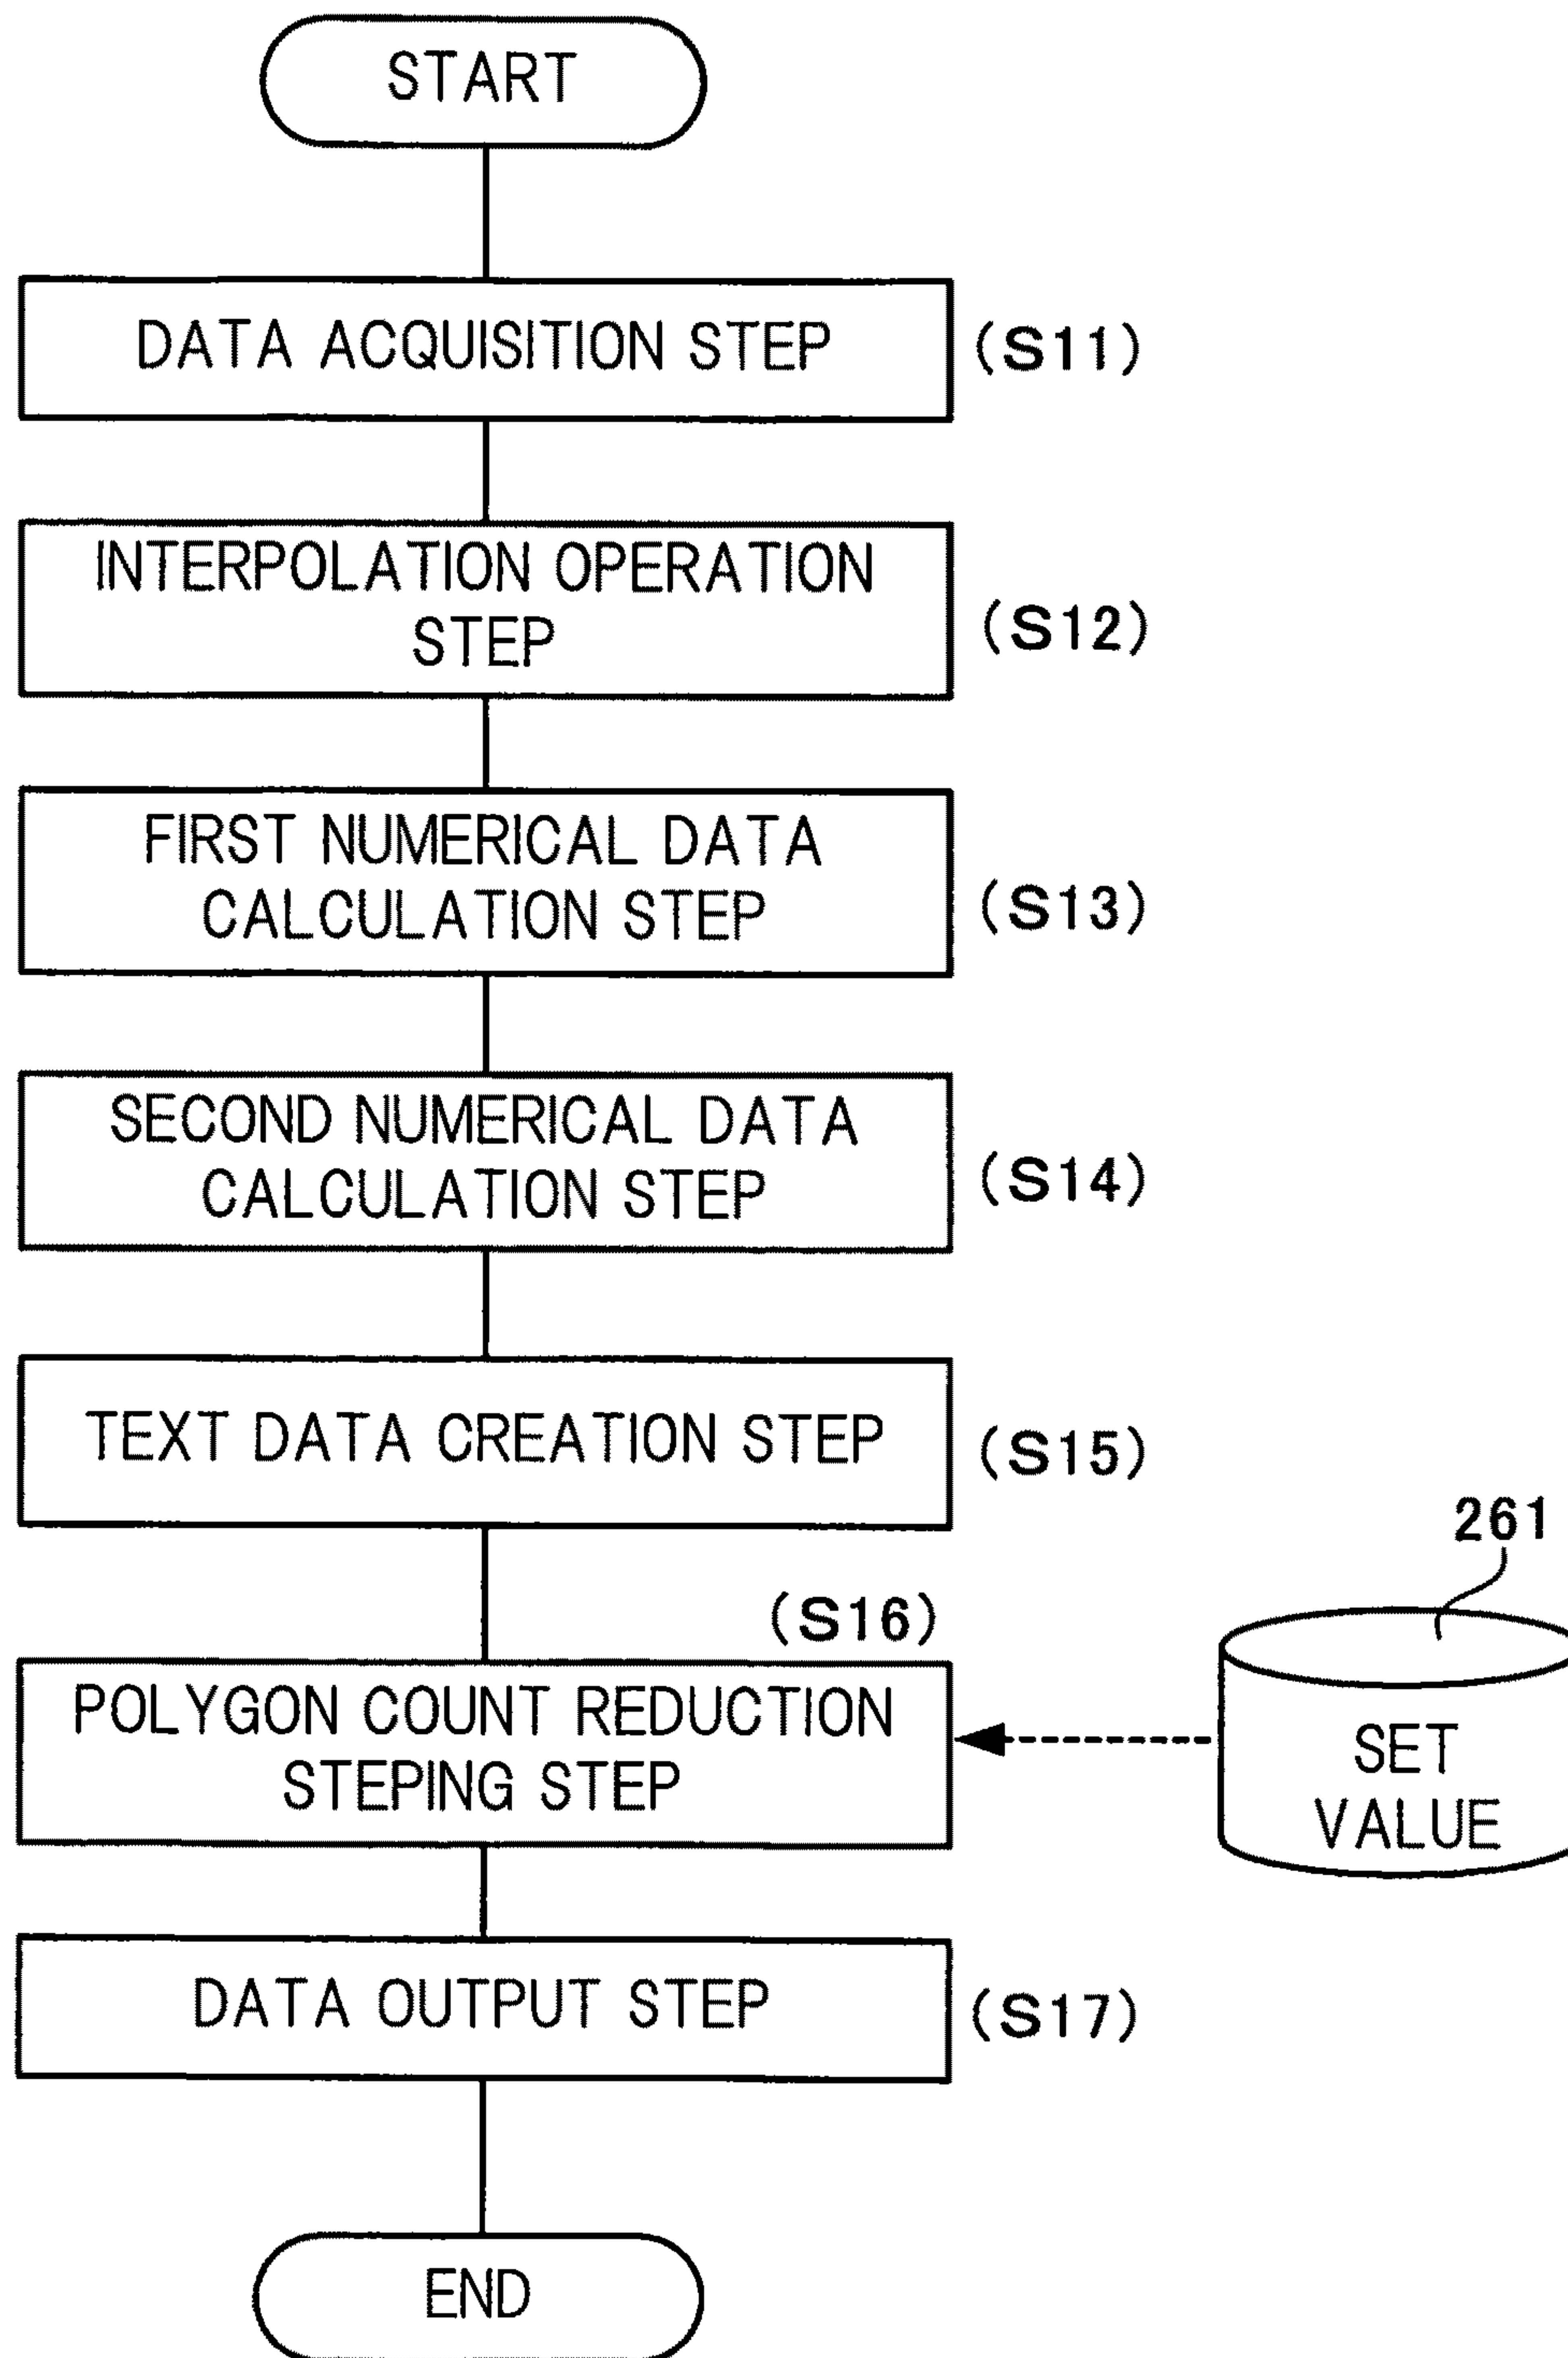 START
DATA ACQUISITION STEP
(S11)
INTERPOLATION OPERATION
STEP
(S12)
FIRST NUMERICAL DATA
CALCULATION STEP
(S13)
SECOND NUMERICAL DATA
CALCULATION STEP
(S14)
TEXT DATA CREATION STEP
(S15)
261
(S16)
POLYGON COUNT REDUCTION
STEPING STEP
SET
VALUE
DATA OUTPUT STEP
(S17)
END